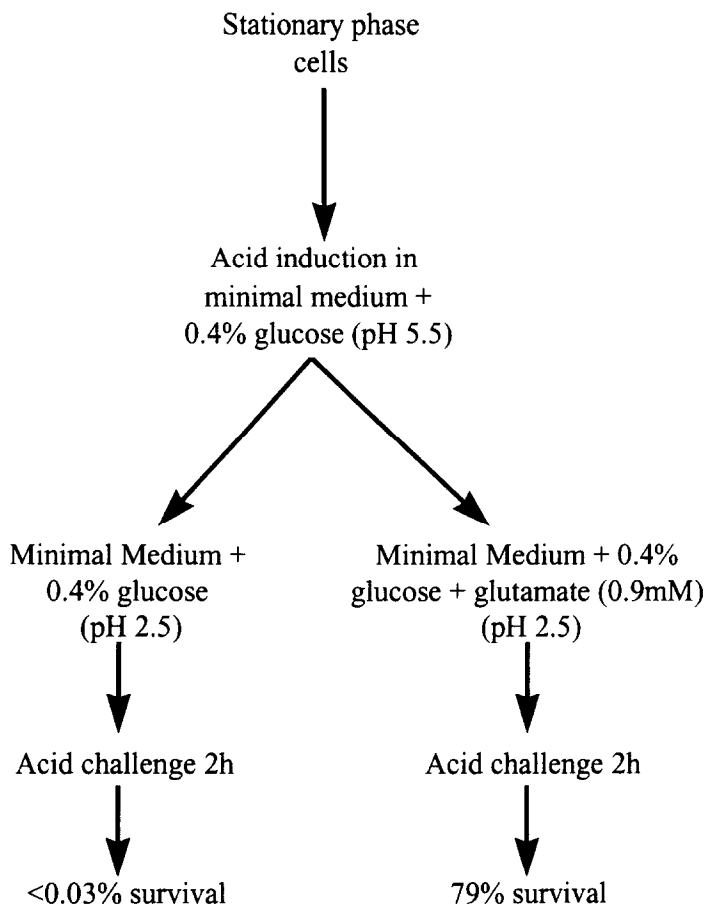 Stationary phase
cells
Acid induction in
minimal medium +
0.4% glucose (pH 5.5)
Minimal Medium +
0.4% glucose
(pH 2.5)
Minimal Medium + 0.4%
glucose + glutamate (0.9mM)
(pH 2.5)
Acid challenge 2h
Acid challenge 2h
<0.03% survival
79% survival